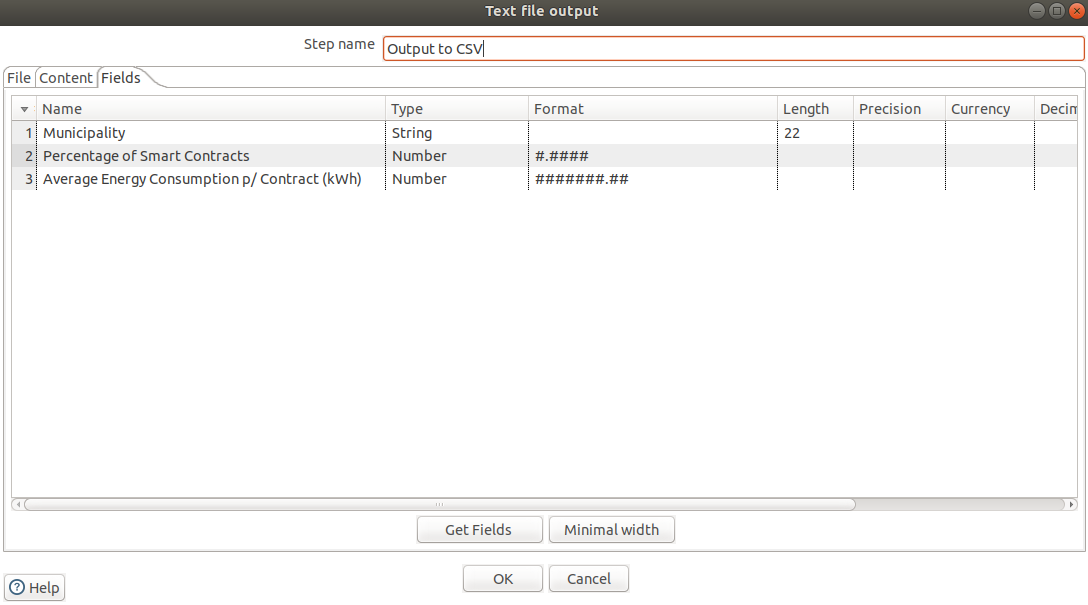 Text file output
Step name Output to CSV
File Content Fields
Name Type Format Length Precision Currency Decim
1 Municipality String 22
2 Percentage of Smart Contracts Number #.####
3 Average Energy Consumption p/ Contract (kWh) Number #######.##
Get Fields Minimal width
OK Cancel
Help